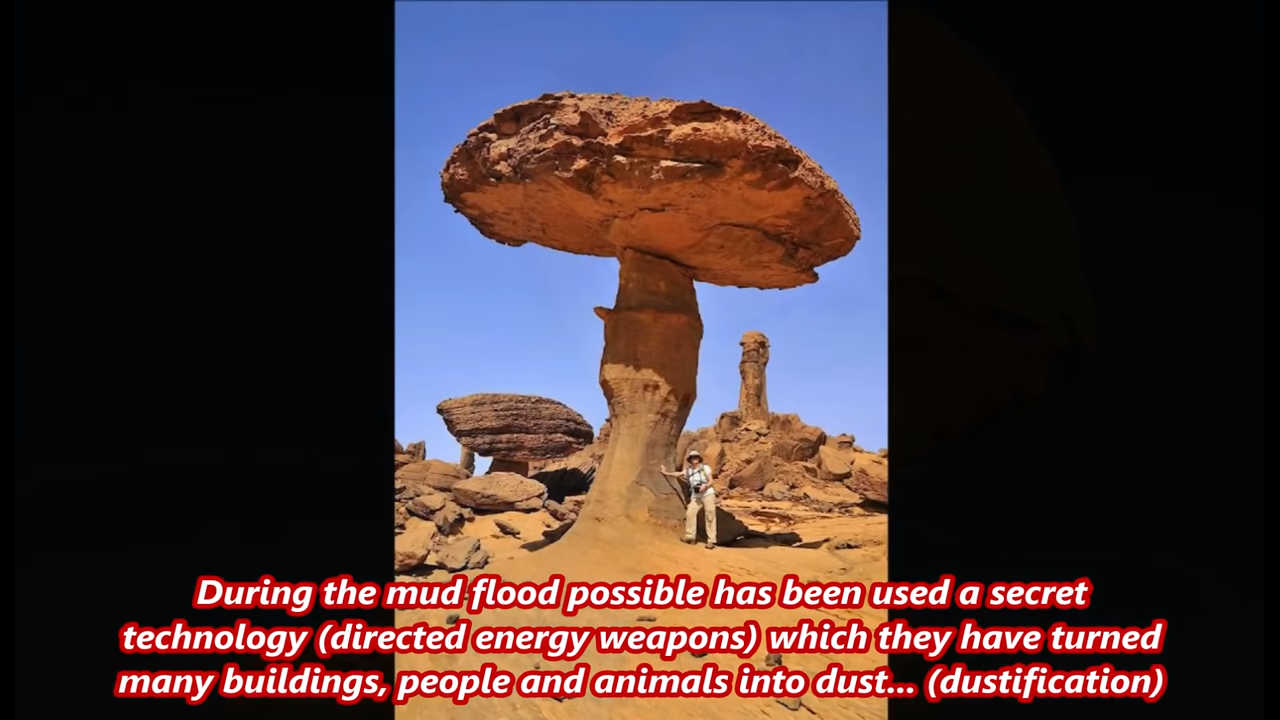 During the mud flood possible has been used a secret
technology (directed energy weapons) which they have turned
many buildings, people and animals into dust... (dustification)